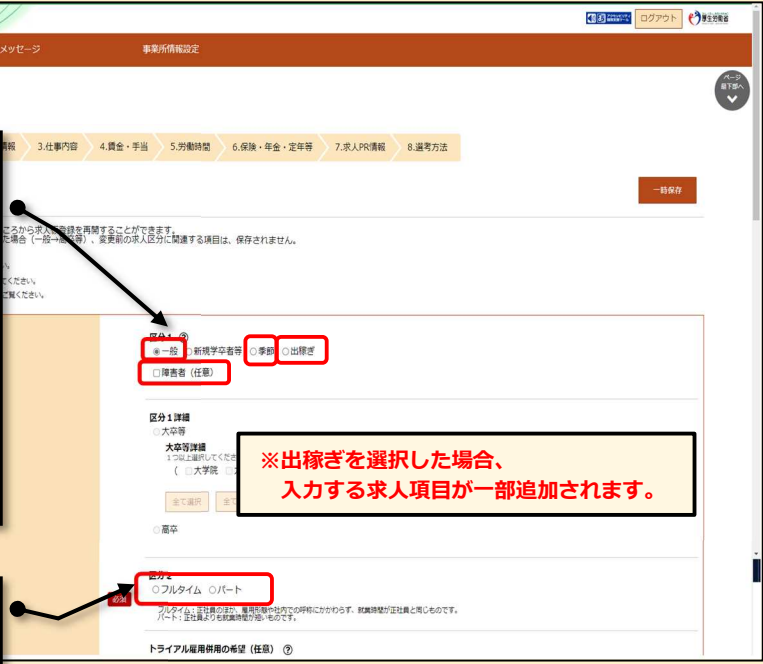 ログアウト
厚生労働省
メッセージ
事業所情報設定
ページ
最下部へ
情報
3.仕事内容
4.賃金・手当
5.労働時間
6.保険・年金・定年等
7.求人PR情報
8.選考方法
一時保存
ころから求人 登録を再開することができます。
た場合（一般→ 等）、変更前の求人区分に関連する項目は、保存されません。
い。
てください。
ご覧ください。
区分１ ?
一般 新規学卒者等 季節 出稼ぎ
障害者（任意）
区分１詳細
大卒等
大卒等詳細
１つ以上選択してくださ
（ 大学院
全て選択 全て
※出稼ぎを選択した場合、
入力する求人項目が一部追加されます。
高卒
区分２
必須
フルタイム パート
フルタイム：正社員のほか、雇用形態や社内での呼称にかかわらず、就業時間が正社員と同じものです。
パート：正社員よりも就業時間が短いものです。
トライアル雇用併用の希望（任意） ?